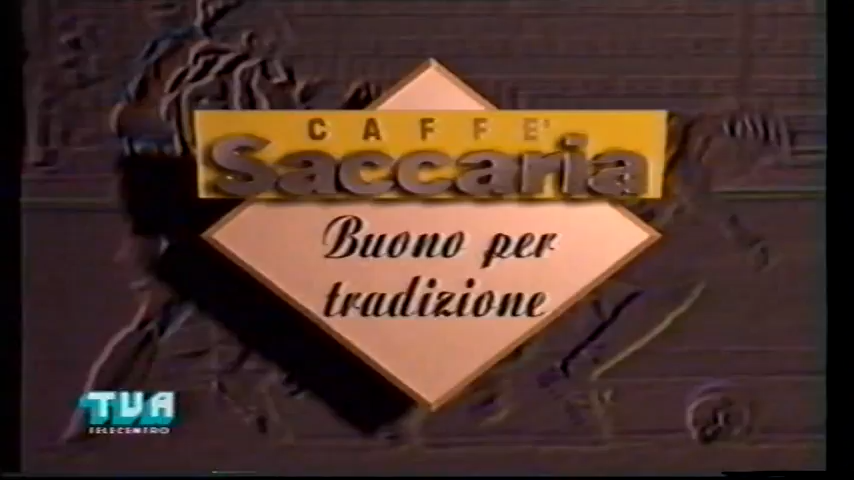 CAFFE'
Saccaria
Buono per
tradizione
TVA
TELECENTRO